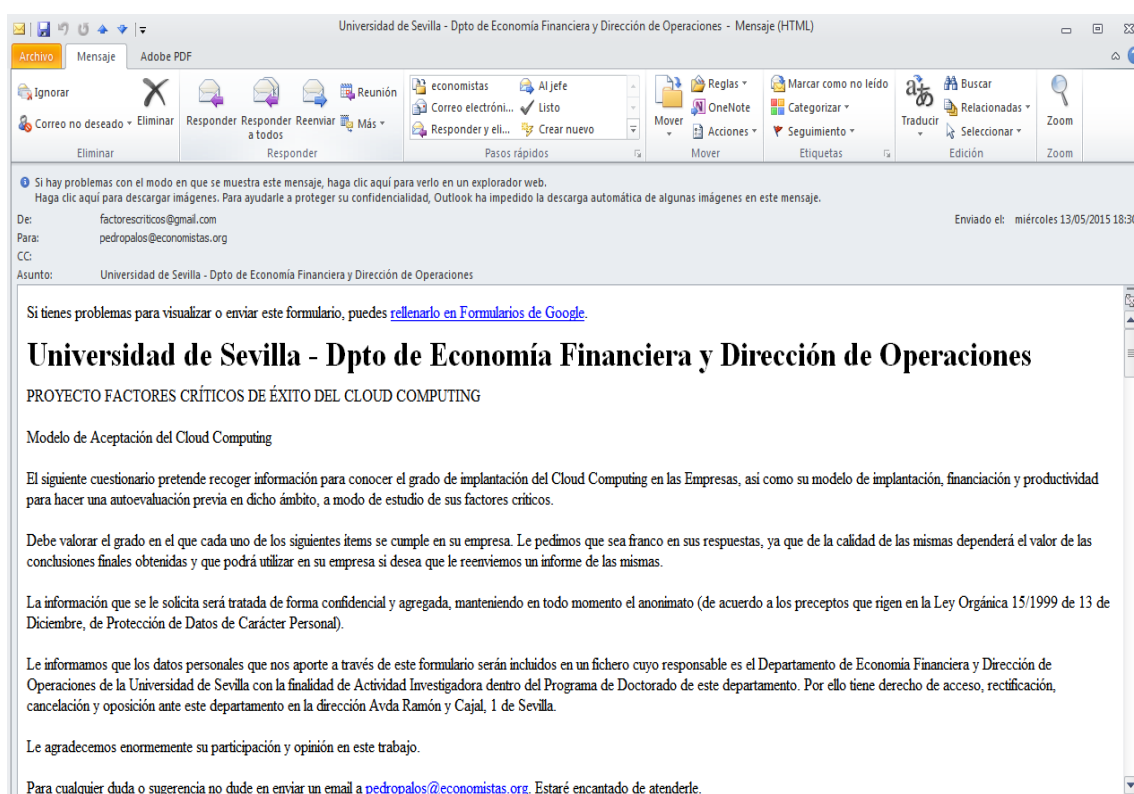 Universidad de Sevilla - Dpto de Economía Financiera y Dirección de Operaciones - Mensaje (HTML)
Archivo Mensaje Adobe PDF
Ignorar
Correo no deseado
Eliminar
Eliminar
Responder
Responder a todos
Reenviar
Reunión
Más
Responder
economistas
Correo electróni...
Responder y eli...
Al jefe
Listo
Crear nuevo
Pasos rápidos
Mover
Reglas
OneNote
Acciones
Mover
Marcar como no leído
Categorizar
Seguimiento
Etiquetas
Traducir
Buscar
Relacionadas
Seleccionar
Edición
Zoom
Zoom
Si hay problemas con el modo en que se muestra este mensaje, haga clic aquí para verlo en un explorador web.
Haga clic aquí para descargar imágenes. Para ayudarle a proteger su confidencialidad, Outlook ha impedido la descarga automática de algunas imágenes en este mensaje.
De: factorescriticos@gmail.com Enviado el: miércoles 13/05/2015 18:30
Para: pedropalos@economistas.org
CC:
Asunto: Universidad de Sevilla - Dpto de Economía Financiera y Dirección de Operaciones
Si tienes problemas para visualizar o enviar este formulario, puedes rellenarlo en Formularios de Google.
Universidad de Sevilla - Dpto de Economía Financiera y Dirección de Operaciones
PROYECTO FACTORES CRÍTICOS DE ÉXITO DEL CLOUD COMPUTING
Modelo de Aceptación del Cloud Computing
El siguiente cuestionario pretende recoger información para conocer el grado de implantación del Cloud Computing en las Empresas, así como su modelo de implantación, financiación y productividad
para hacer una autoevaluación previa en dicho ámbito, a modo de estudio de sus factores críticos.
Debe valorar el grado en el que cada uno de los siguientes ítems se cumple en su empresa. Le pedimos que sea franco en sus respuestas, ya que de la calidad de las mismas dependerá el valor de las
conclusiones finales obtenidas y que podrá utilizar en su empresa si desea que le reenviemos un informe de las mismas.
La información que se le solicita será tratada de forma confidencial y agregada, manteniendo en todo momento el anonimato (de acuerdo a los preceptos que rigen en la Ley Orgánica 15/1999 de 13 de
Diciembre, de Protección de Datos de Carácter Personal).
Le informamos que los datos personales que nos aporte a través de este formulario serán incluidos en un fichero cuyo responsable es el Departamento de Economía Financiera y Dirección de
Operaciones de la Universidad de Sevilla con la finalidad de Actividad Investigadora dentro del Programa de Doctorado de este departamento. Por ello tiene derecho de acceso, rectificación,
cancelación y oposición ante este departamento en la dirección Avda Ramón y Cajal, 1 de Sevilla.
Le agradecemos enormemente su participación y opinión en este trabajo.
Para cualquier duda o sugerencia no dude en enviar un email a pedropalos@economistas.org. Estaré encantado de atenderle.